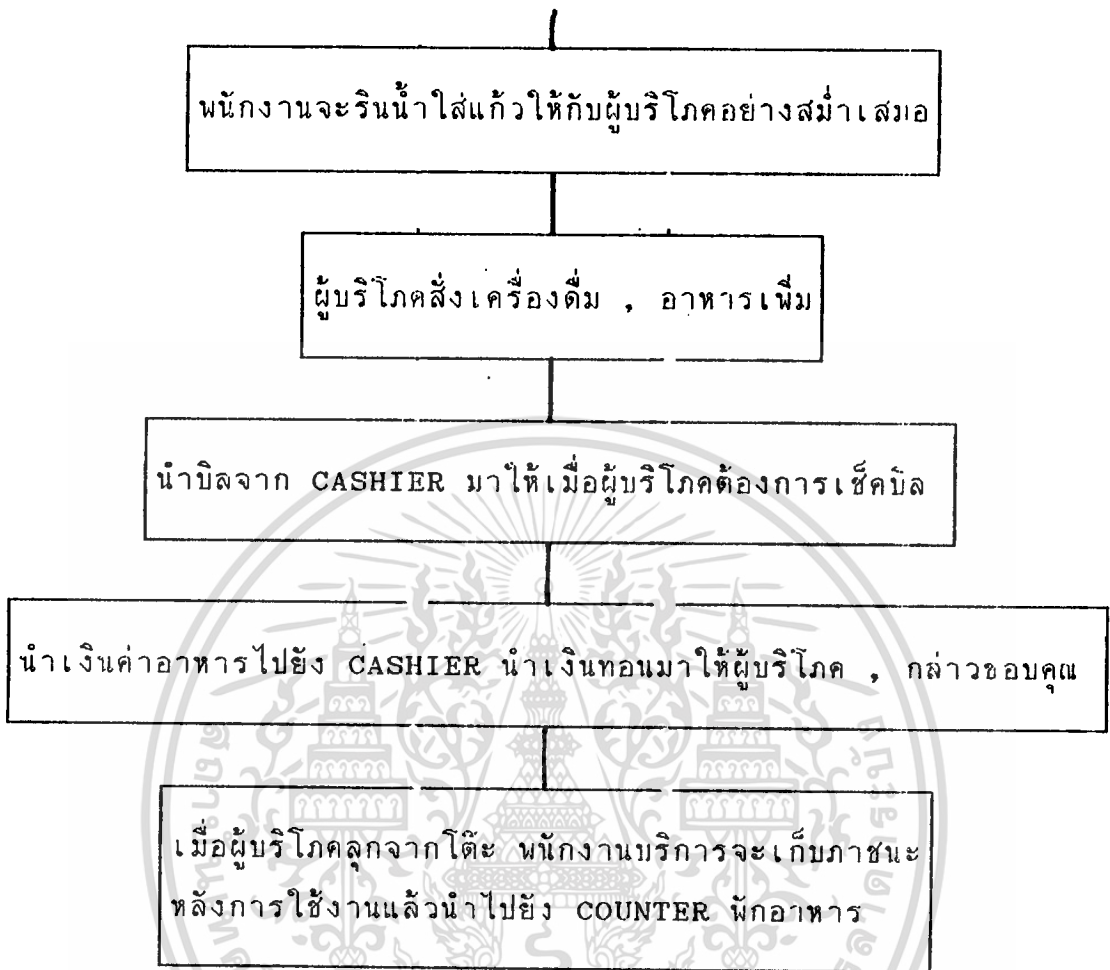 พนักงานจะรินน้ำใส่แก้วให้กับผู้บริโภคอย่างสม่ำเสมอ
ผู้บริโภคสั่งเครื่องดื่ม , อาหารเพิ่ม
นำบิลจาก CASHIER มาให้เมื่อผู้บริโภคต้องการเช็คบิล
นำเงินค่าอาหารไปยัง CASHIER นำเงินทอนมาให้ผู้บริโภค , กล่าวขอบคุณ
เมื่อผู้บริโภคลุกจากโต๊ะ พนักงานบริการจะเก็บภาชนะ
หลังการใช้งานแล้วนำไปยัง COUNTER พักอาหาร